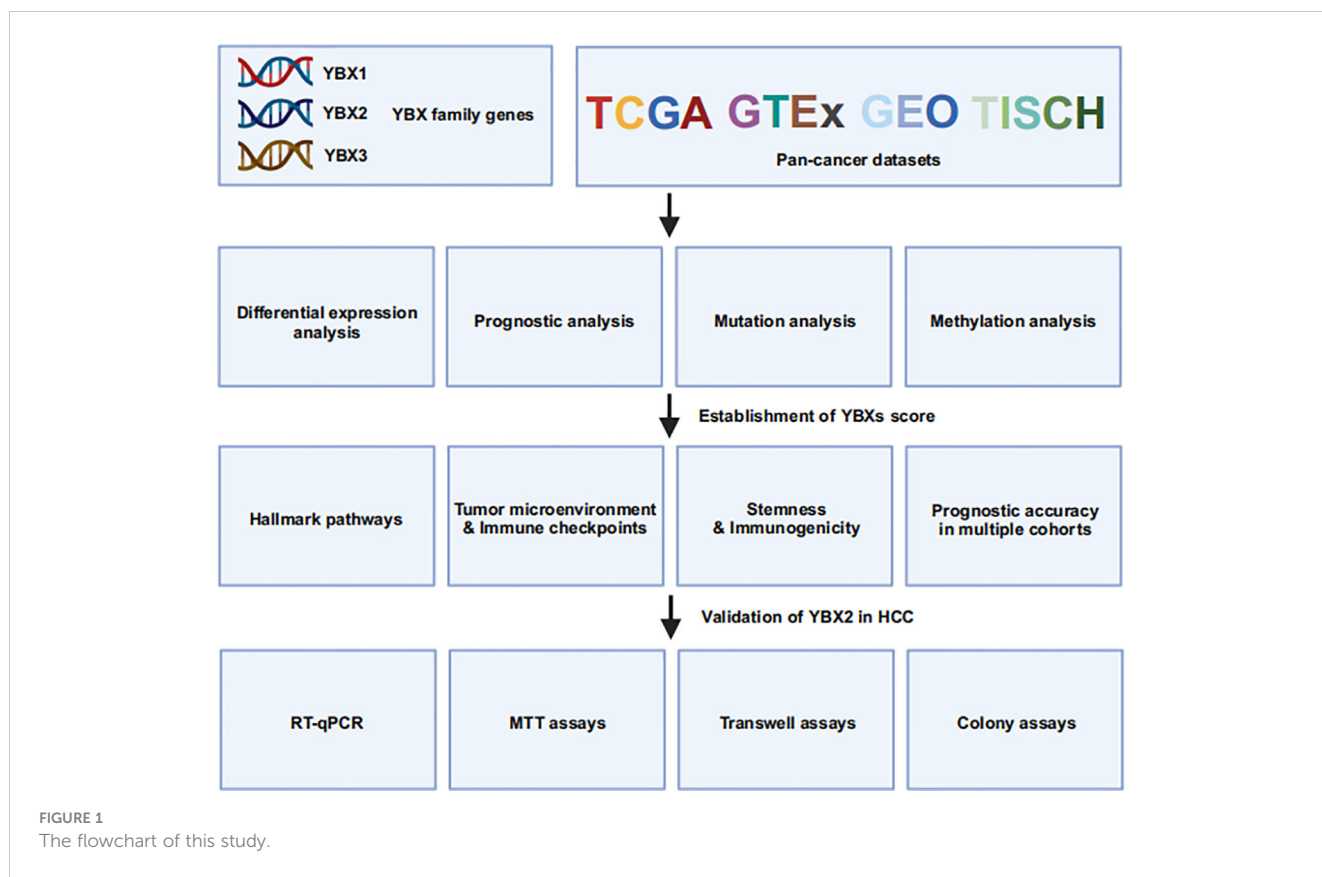 YBX1
YBX2
YBX3
YBX family genes
TCGA GTEx GEO TISCH
Pan-cancer datasets
Differential expression
analysis
Prognostic analysis
Mutation analysis
Methylation analysis
Establishment of YBXs score
Hallmark pathways
Tumor microenvironment
& Immune checkpoints
Stemness
& Immunogenicity
Prognostic accuracy
in multiple cohorts
Validation of YBX2 in HCC
RT-qPCR
MTT assays
Transwell assays
Colony assays
FIGURE 1
The flowchart of this study.